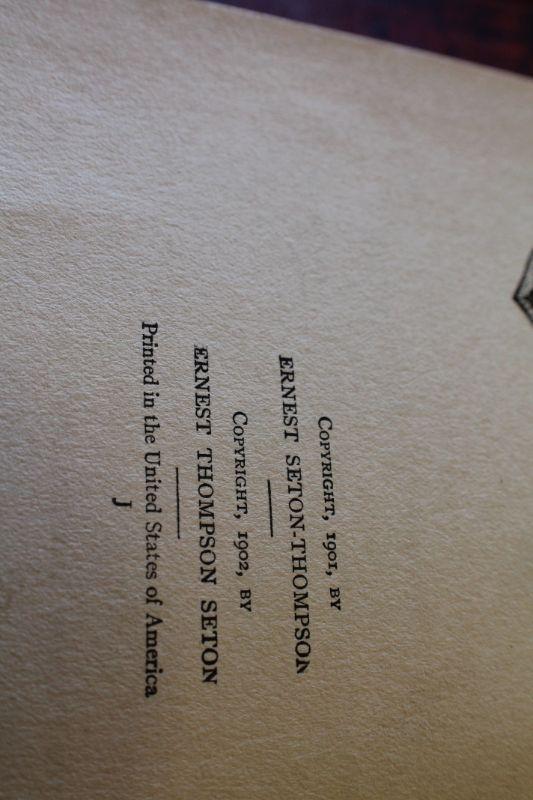 COPYRIGHT, 1901, BY
ERNEST SETON-THOMPSON
COPYRIGHT, 1902, BY
ERNEST THOMPSON SETON
Printed in the United States of America
J